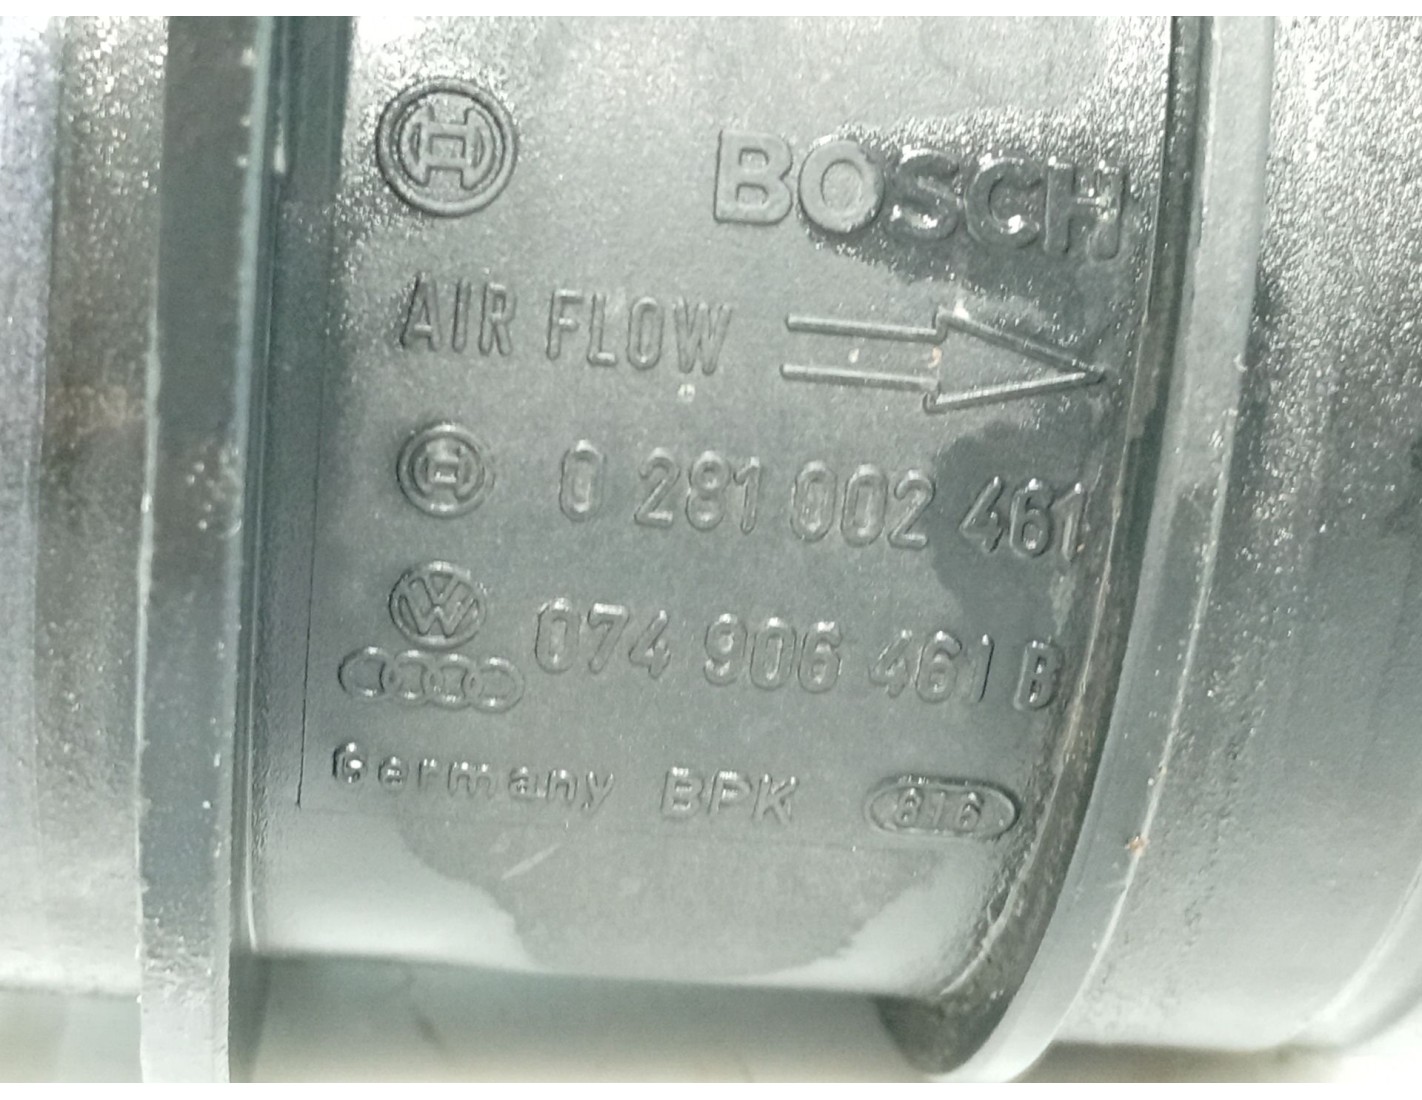 BOSCH
AIR FLOW
0 281 002 461
074 906 461 B
Germany BPK 816